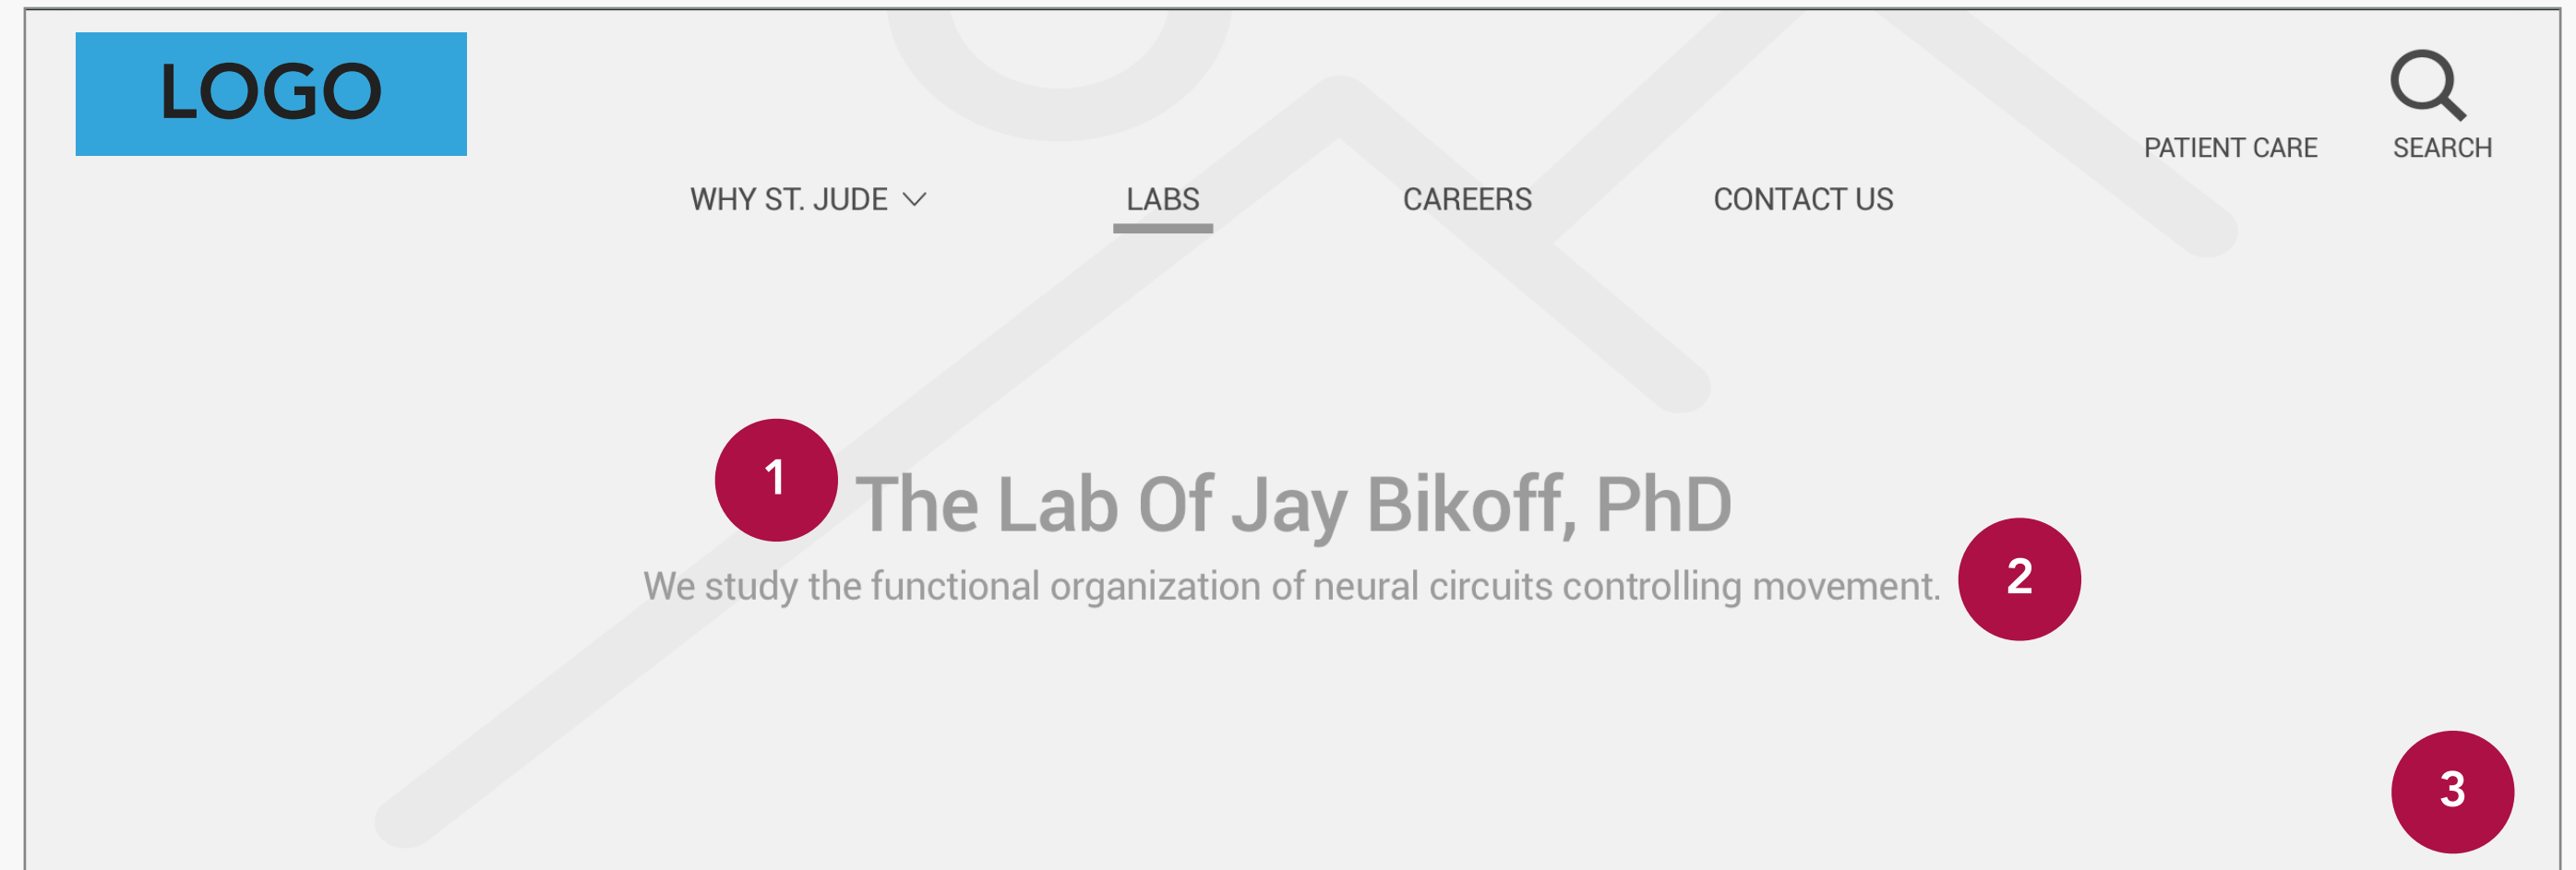 LOGO
PATIENT CARE
SEARCH
WHY ST. JUDE
LABS
CAREERS
CONTACT US
1
The Lab Of Jay Bikoff, PhD
We study the functional organization of neural circuits controlling movement.
2
3